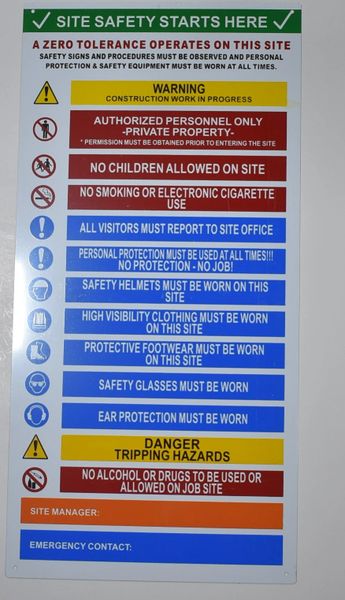 SITE SAFETY STARTS HERE
A ZERO TOLERANCE OPERATES ON THIS SITE
SAFETY SIGNS AND PROCEDURES MUST BE OBSERVED AND PERSONAL
PROTECTION & SAFETY EQUIPMENT MUST BE WORN AT ALL TIMES.
WARNING
CONSTRUCTION WORK IN PROGRESS
AUTHORIZED PERSONNEL ONLY
-PRIVATE PROPERTY-
* PERMISSION MUST BE OBTAINED PRIOR TO ENTERING THE SITE
NO CHILDREN ALLOWED ON SITE
NO SMOKING OR ELECTRONIC CIGARETTE
USE
ALL VISITORS MUST REPORT TO SITE OFFICE
PERSONAL PROTECTION MUST BE USED AT ALL TIMES!!!
NO PROTECTION - NO JOB!
SAFETY HELMETS MUST BE WORN ON THIS
SITE
HIGH VISIBILITY CLOTHING MUST BE WORN
ON THIS SITE
PROTECTIVE FOOTWEAR MUST BE WORN
ON THIS SITE
SAFETY GLASSES MUST BE WORN
EAR PROTECTION MUST BE WORN
DANGER
TRIPPING HAZARDS
NO ALCOHOL OR DRUGS TO BE USED OR
ALLOWED ON JOB SITE
SITE MANAGER:
EMERGENCY CONTACT: